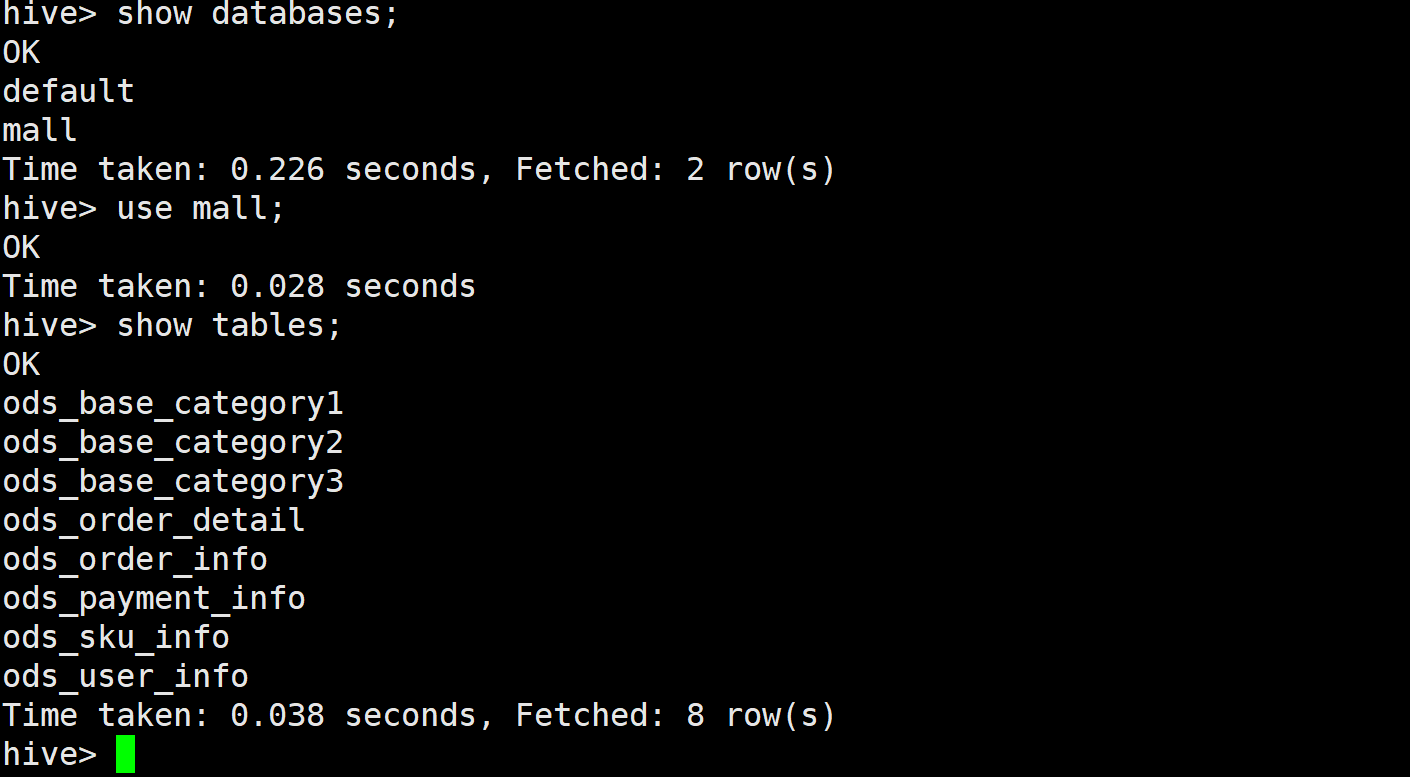 hive> show databases;
OK
default
mall
Time taken: 0.226 seconds, Fetched: 2 row(s)
hive> use mall;
OK
Time taken: 0.028 seconds
hive> show tables;
OK
ods_base_category1
ods_base_category2
ods_base_category3
ods_order_detail
ods_order_info
ods_payment_info
ods_sku_info
ods_user_info
Time taken: 0.038 seconds, Fetched: 8 row(s)
hive>